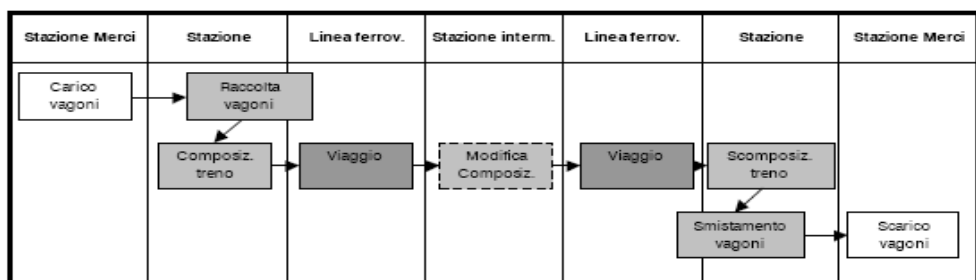 Stazione Merci
Stazione
Linea ferrov.
Stazione interm.
Linea ferrov.
Stazione
Stazione Merci
Carico
vagoni
Raccolta
vagoni
Composiz.
treno
Viaggio
Modifica
Composiz.
Viaggio
Scomposiz.
treno
Smistamento
vagoni
Scarico
vagoni